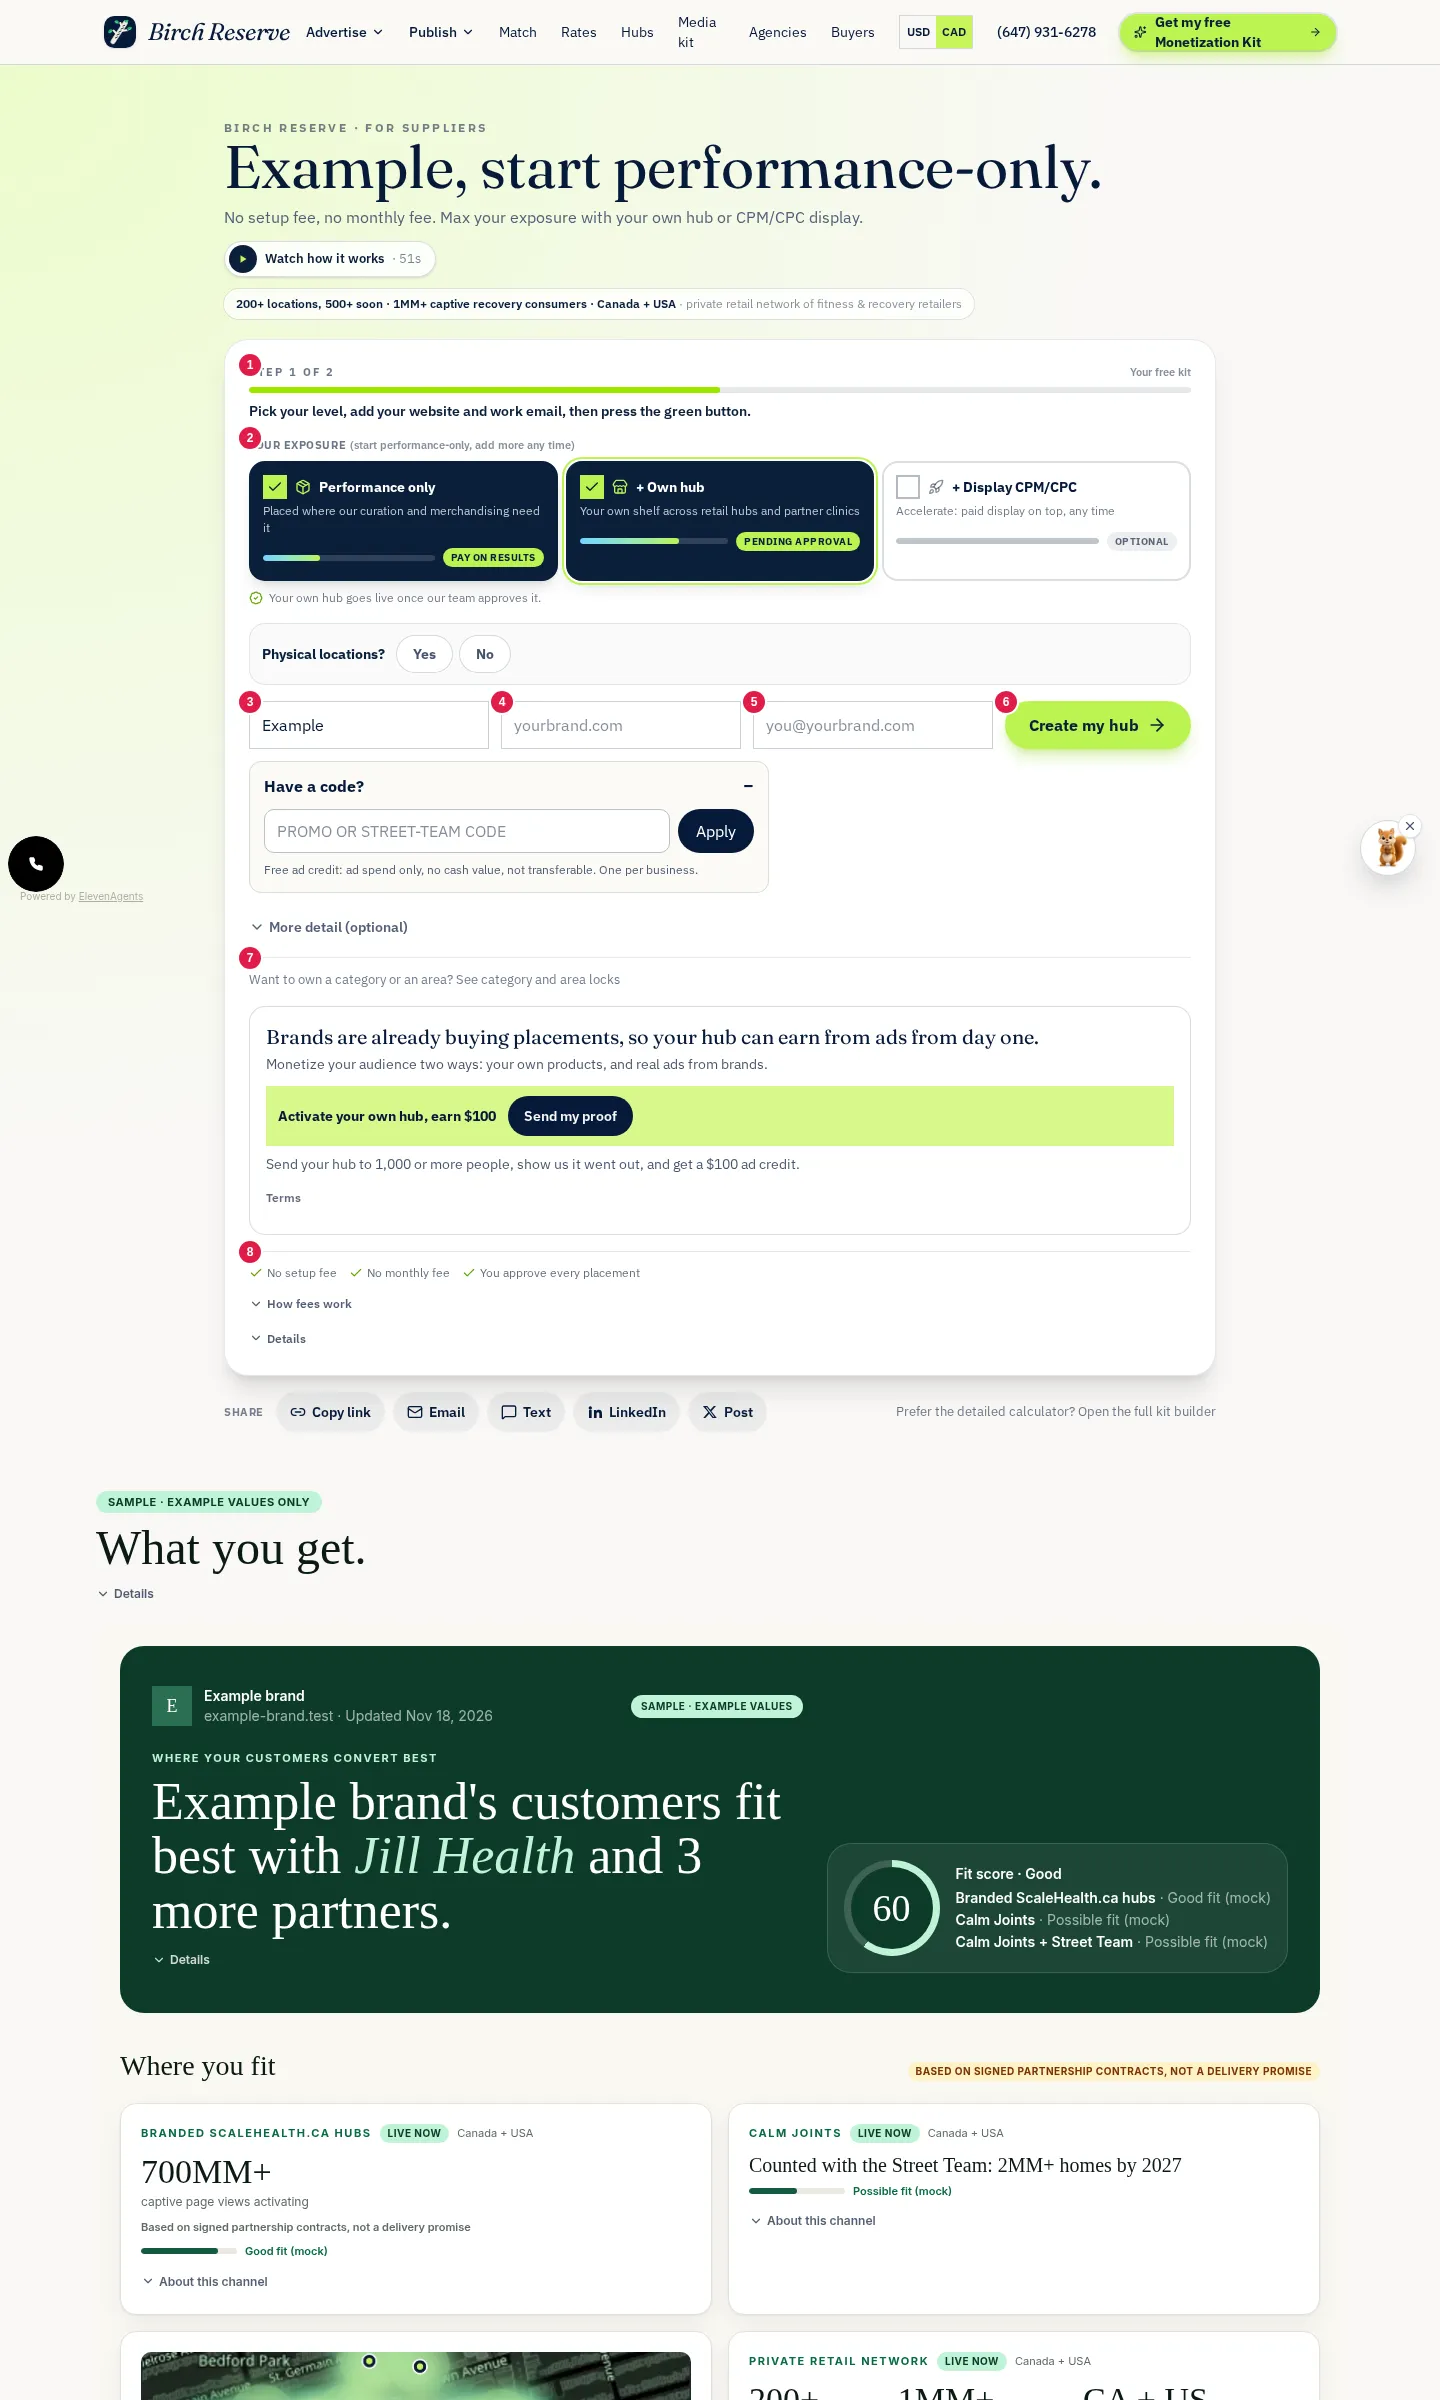 Birch Reserve
Advertise
Publish
Match
Rates
Hubs
Media kit
Agencies
Buyers
USD CAD
(647) 931-6278
Get my free Monetization Kit
BIRCH RESERVE · FOR SUPPLIERS
Example, start performance-only.
No setup fee, no monthly fee. Max your exposure with your own hub or CPM/CPC display.
Watch how it works · 51s
200+ locations, 500+ soon · 1MM+ captive recovery consumers · Canada + USA · private retail network of fitness & recovery retailers
1
TEP 1 OF 2
Your free kit
Pick your level, add your website and work email, then press the green button.
2
OUR EXPOSURE (start performance-only, add more any time)
Performance only
Placed where our curation and merchandising need it
PAY ON RESULTS
+ Own hub
Your own shelf across retail hubs and partner clinics
PENDING APPROVAL
+ Display CPM/CPC
Accelerate: paid display on top, any time
OPTIONAL
Your own hub goes live once our team approves it.
Physical locations?
Yes
No
3
Example
4
yourbrand.com
5
you@yourbrand.com
6
Create my hub
Have a code?
PROMO OR STREET-TEAM CODE
Apply
Free ad credit: ad spend only, no cash value, not transferable. One per business.
Powered by ElevenAgents
More detail (optional)
7
Want to own a category or an area? See category and area locks
Brands are already buying placements, so your hub can earn from ads from day one.
Monetize your audience two ways: your own products, and real ads from brands.
Activate your own hub, earn $100
Send my proof
Send your hub to 1,000 or more people, show us it went out, and get a $100 ad credit.
Terms
8
No setup fee
No monthly fee
You approve every placement
How fees work
Details
SHARE
Copy link
Email
Text
LinkedIn
Post
Prefer the detailed calculator? Open the full kit builder
SAMPLE · EXAMPLE VALUES ONLY
What you get.
Details
E
Example brand
example-brand.test · Updated Nov 18, 2026
SAMPLE · EXAMPLE VALUES
WHERE YOUR CUSTOMERS CONVERT BEST
Example brand's customers fit
best with Jill Health and 3
more partners.
Details
60
Fit score · Good
Branded ScaleHealth.ca hubs · Good fit (mock)
Calm Joints · Possible fit (mock)
Calm Joints + Street Team · Possible fit (mock)
Where you fit
BASED ON SIGNED PARTNERSHIP CONTRACTS, NOT A DELIVERY PROMISE
BRANDED SCALEHEALTH.CA HUBS
LIVE NOW
Canada + USA
700MM+
captive page views activating
Based on signed partnership contracts, not a delivery promise
Good fit (mock)
About this channel
CALM JOINTS
LIVE NOW
Canada + USA
Counted with the Street Team: 2MM+ homes by 2027
Possible fit (mock)
About this channel
Bedford Park
St. Germain
Avenue
PRIVATE RETAIL NETWORK
LIVE NOW
Canada + USA
200+
1MM+
CA + US